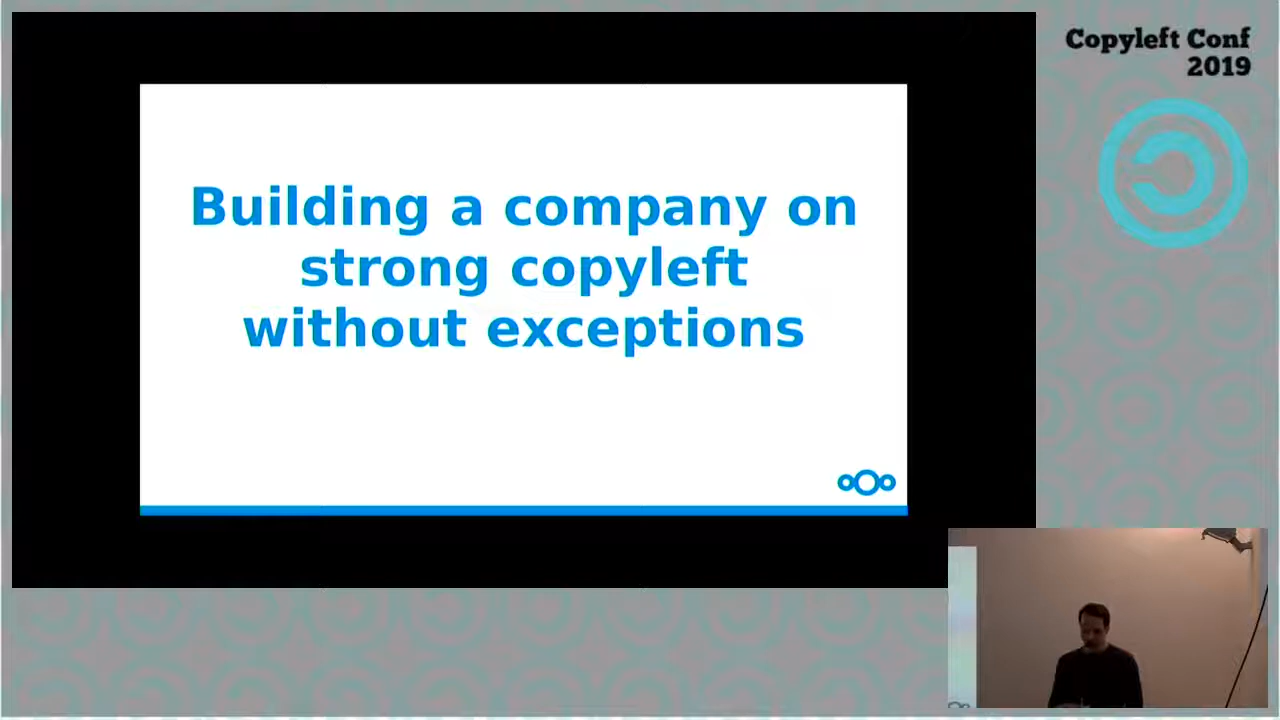 Copyleft Conf
2019
Building a company on
strong copyleft
without exceptions